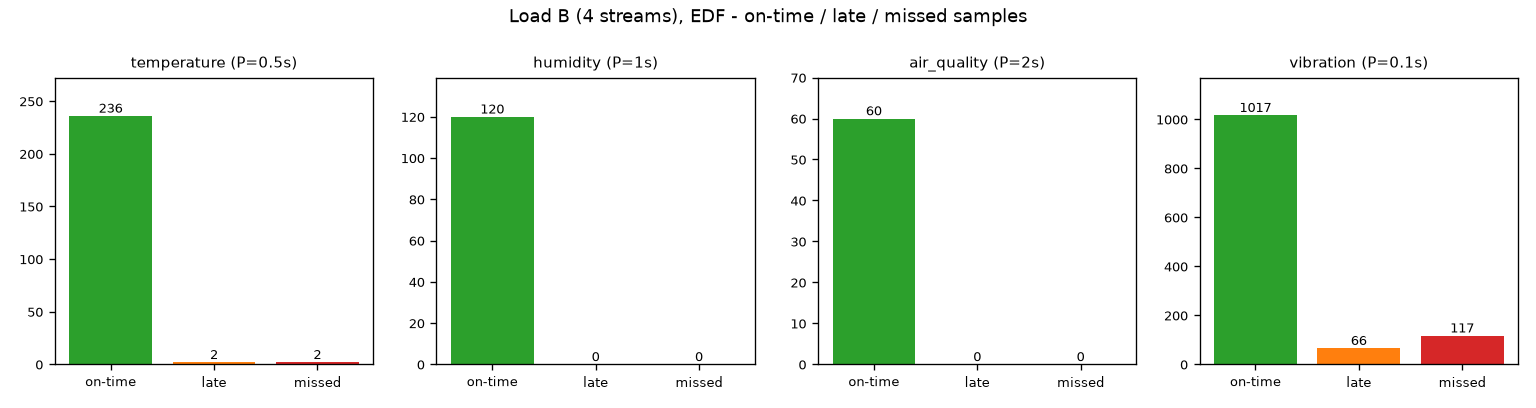 Load B (4 streams), EDF - on-time / late / missed samples
temperature (P=0.5s)
250
200
150
100
50
0
236
2
2
on-time
late
missed
humidity (P=1s)
120
100
80
60
40
20
0
120
0
0
on-time
late
missed
air_quality (P=2s)
70
60
50
40
30
20
10
0
60
0
0
on-time
late
missed
vibration (P=0.1s)
1000
800
600
400
200
0
1017
66
117
on-time
late
missed